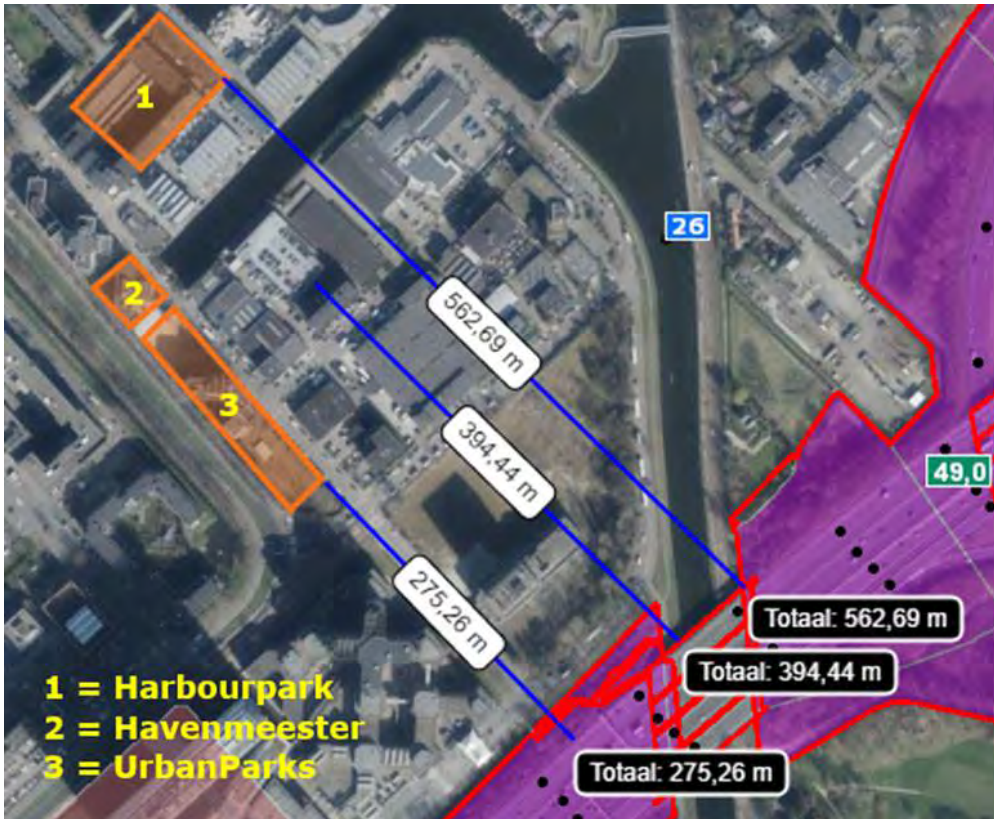 1
26
2
562,69 m
3
394,44 m
49,0
275,26 m
Totaal: 562,69 m
Totaal: 394,44 m
1 = Harbourpark
2 = Havenmeester
3 = UrbanParks
Totaal: 275,26 m